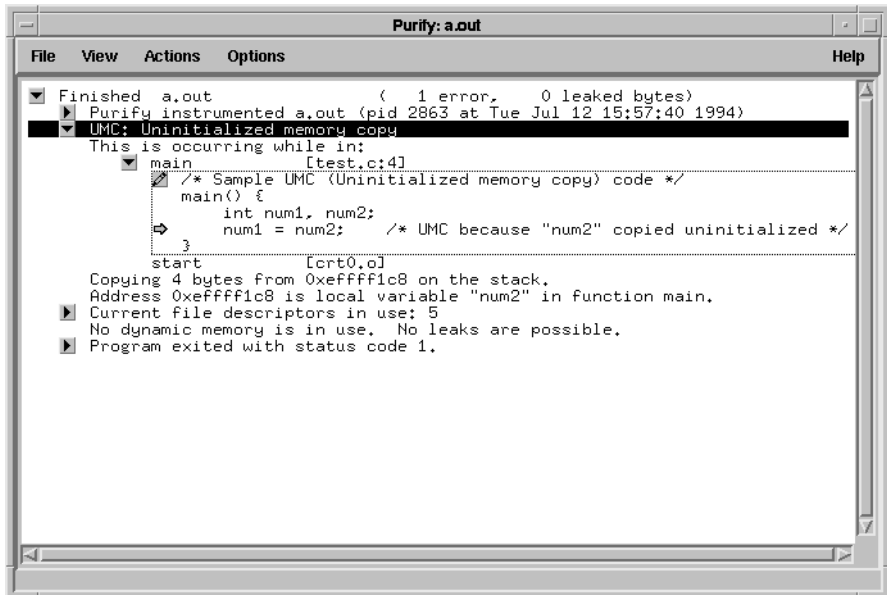 Purify: a.out
File View Actions Options Help
Finished a.out ( 1 error, 0 leaked bytes)
Purify instrumented a.out (pid 2863 at Tue Jul 12 15:57:40 1994)
UMC: Uninitialized memory copy
This is occurring while in:
main [test.c:4]
/* Sample UMC (Uninitialized memory copy) code */
main() {
int num1, num2;
num1 = num2; /* UMC because "num2" copied uninitialized */
}
start [crt0.o]
Copying 4 bytes from 0xeffff1c8 on the stack.
Address 0xeffff1c8 is local variable "num2" in function main.
Current file descriptors in use: 5
No dynamic memory is in use. No leaks are possible.
Program exited with status code 1.